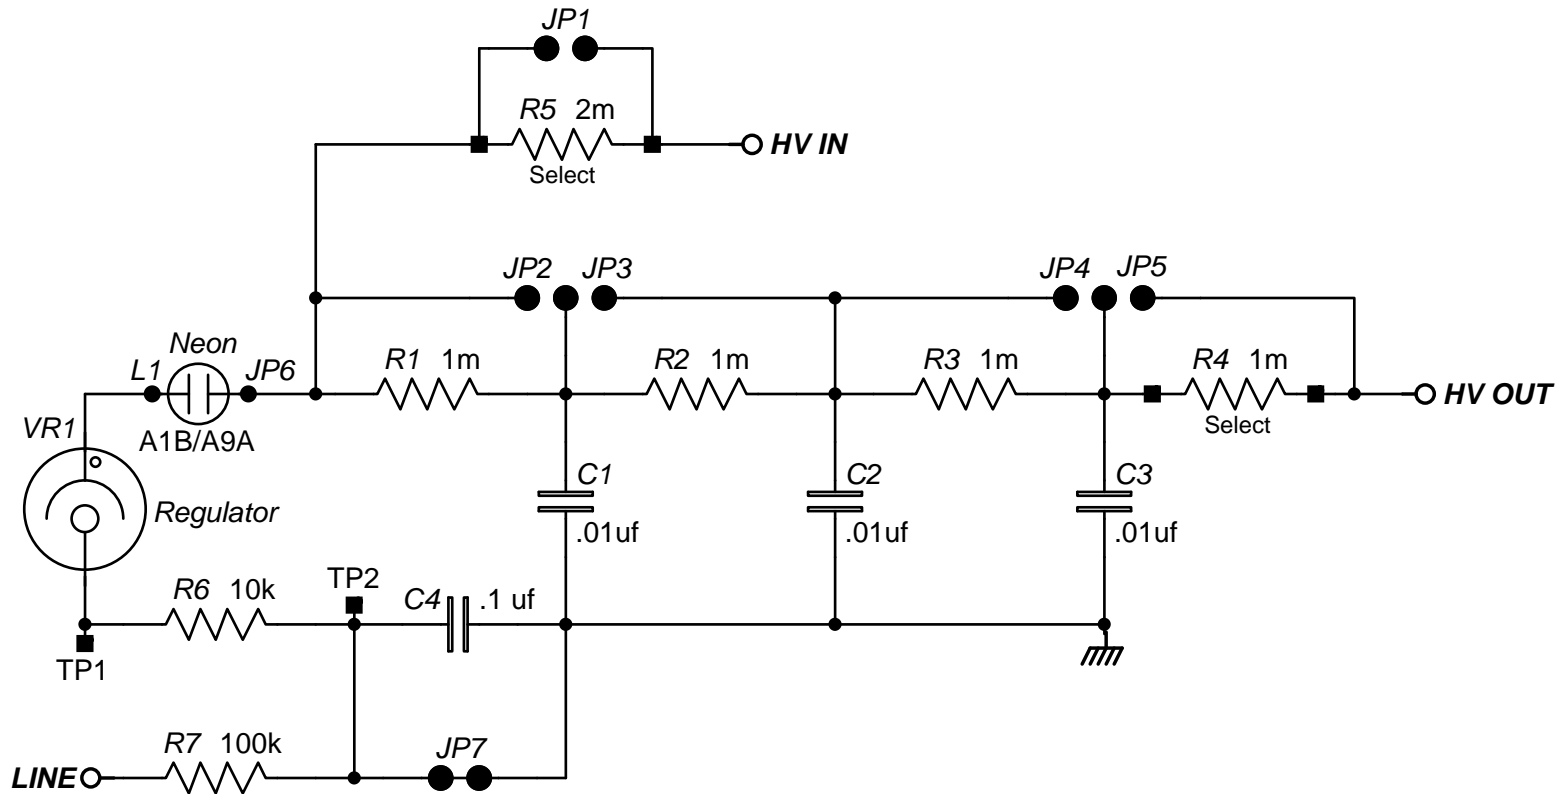 JP1
R5 2m
HV IN
Select
JP2 JP3 JP4 JP5
Neon
L1 JP6 R1 1m R2 1m R3 1m R4 1m
HV OUT
VR1 A1B/A9A Select
C1 C2 C3
Regulator
.01uf .01uf .01uf
TP2
R6 10k C4 .1 uf
TP1
R7 100k JP7
LINE